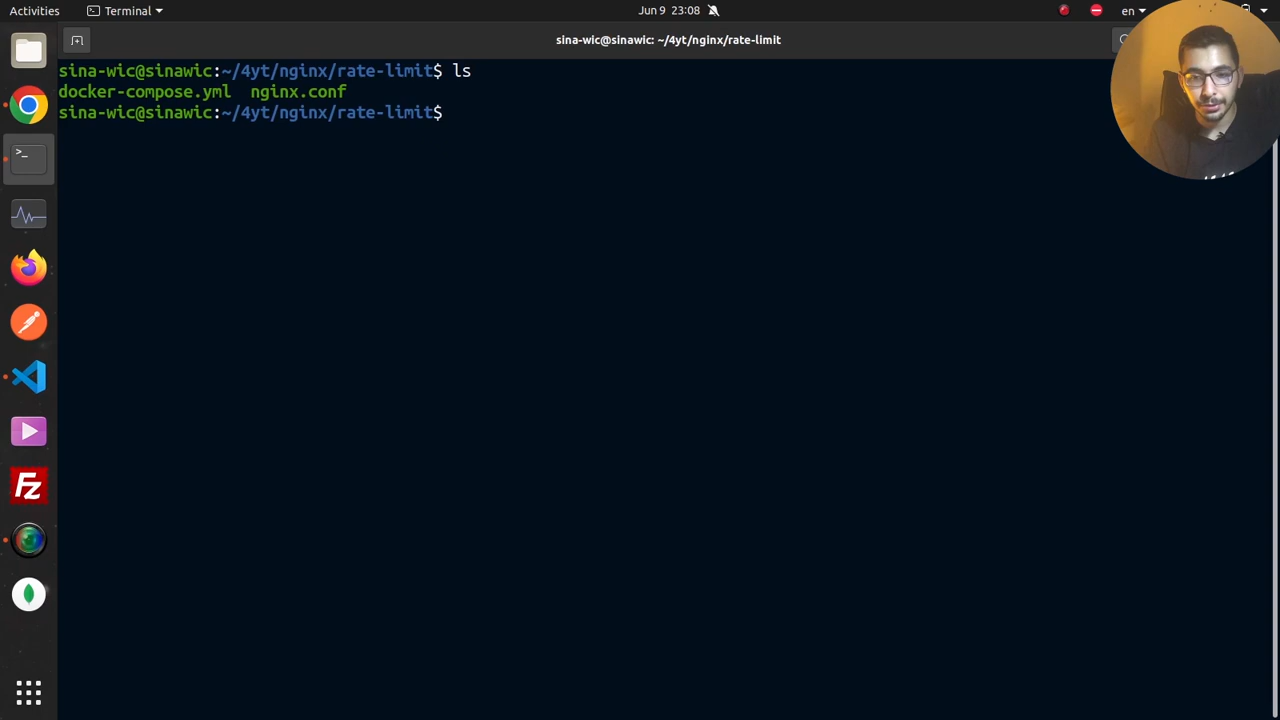 Activities Terminal Jun 9 23:08 en
sina-wic@sinawic: ~/4yt/nginx/rate-limit
sina-wic@sinawic:~/4yt/nginx/rate-limit$ ls
docker-compose.yml nginx.conf
sina-wic@sinawic:~/4yt/nginx/rate-limit$
>_
Fz